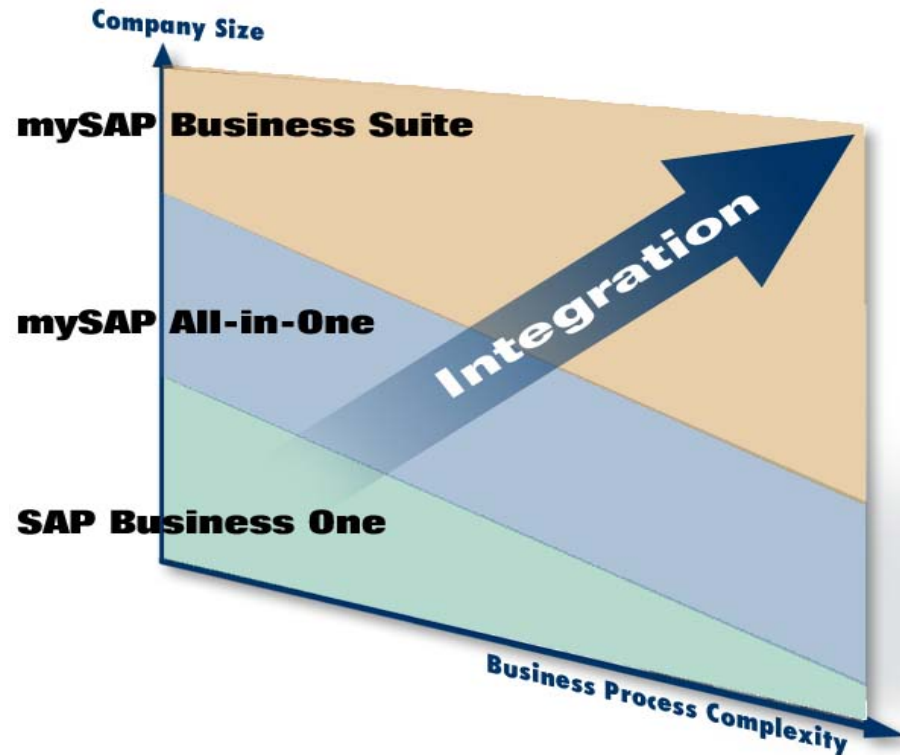 Company Size
mySAP Business Suite
Integration
mySAP All-in-One
SAP Business One
Business Process Complexity